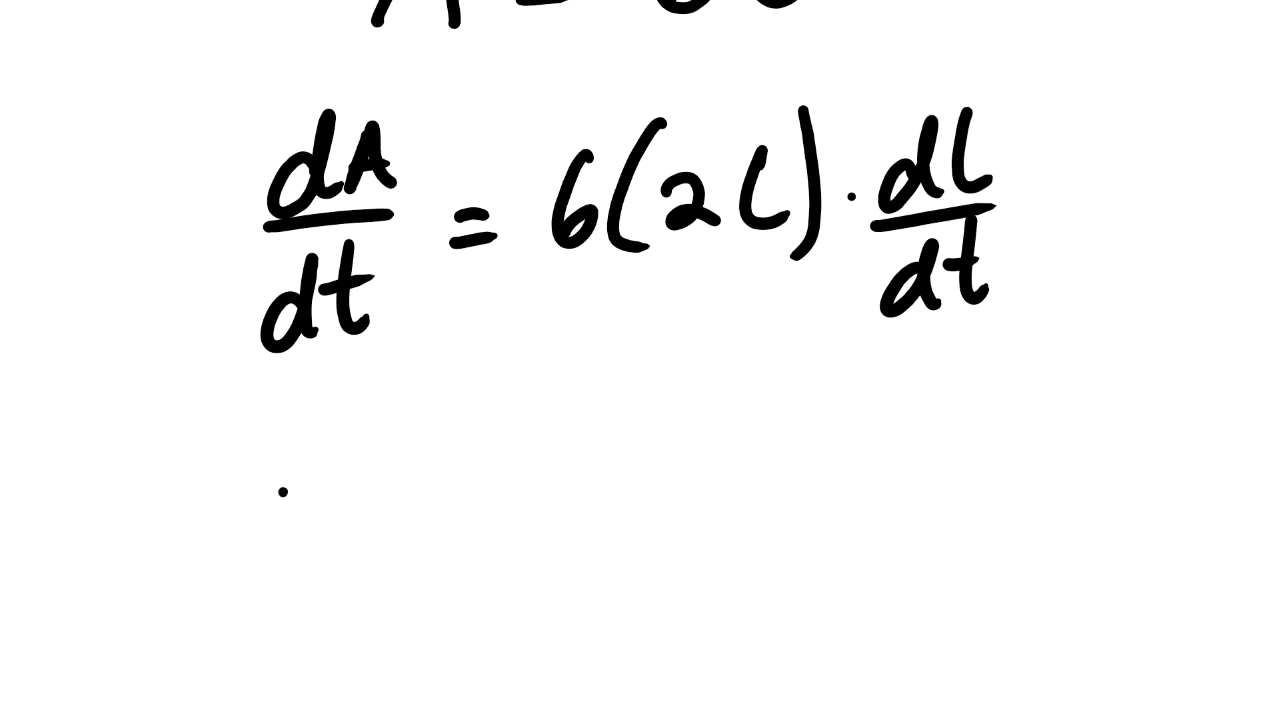 dA/dt = 6(2l) · dl/dt